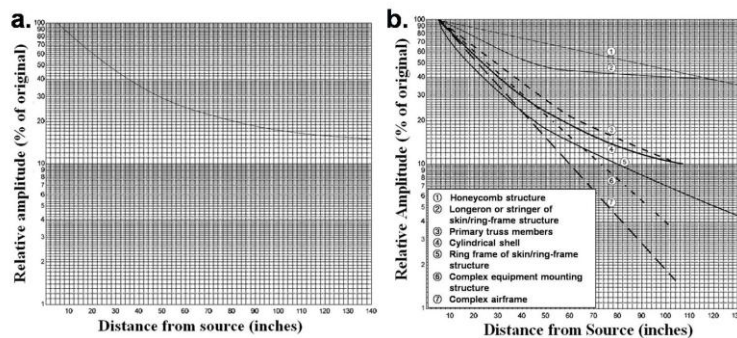 a.
Relative amplitude (% of original)
100
90
80
70
60
50
40
30
20
10
9
8
7
6
5
4
3
2
1
10 20 30 40 50 60 70 80 90 100 110 120 130 140
Distance from source (inches)
b.
Relative Amplitude (% of original)
100
90
80
70
60
50
40
30
20
10
9
8
7
6
5
4
3
2
1
① Honeycomb structure
② Longeron or stringer of
skin/ring-frame structure
③ Primary truss members
④ Cylindrical shell
⑤ Ring frame of skin/ring-frame
structure
⑥ Complex equipment mounting
structure
⑦ Complex airframe
①
②
③
④
⑤
⑥
⑦
10 20 30 40 50 60 70 80 90 100 110 120 130
Distance from Source (inches)